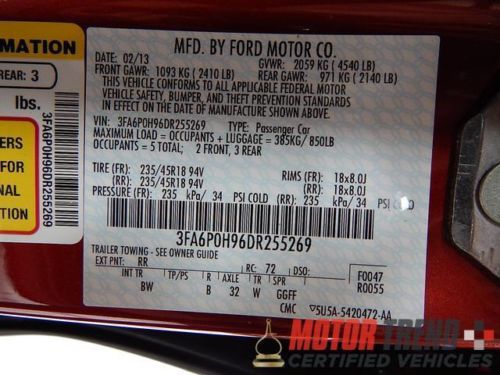 MATION
REAR: 3
lbs.
ERS
FOR
NAL
ION
3FA6P0H96DR255269
MFD. BY FORD MOTOR CO.
DATE: 02/13
GVWR: 2059 KG ( 4540 LB)
FRONT GAWR: 1093 KG ( 2410 LB)
REAR GAWR: 971 KG ( 2140 LB)
THIS VEHICLE CONFORMS TO ALL APPLICABLE FEDERAL MOTOR
VEHICLE SAFETY, BUMPER, AND THEFT PREVENTION STANDARDS
IN EFFECT ON THE DATE OF MANUFACTURE SHOWN ABOVE.
VIN: 3FA6P0H96DR255269 TYPE: Passenger Car
MAXIMUM LOAD = OCCUPANTS + LUGGAGE = 385KG/ 850LB
OCCUPANTS = 5 TOTAL: 2 FRONT, 3 REAR
TIRE (FR): 235/45R18 94V RIMS (FR): 18x8.0J
(RR): 235/45R18 94V (RR): 18x8.0J
PRESSURE (FR): 235 kPa/ 34 PSI COLD (RR): 235 kPa/ 34 PSI COLD
3FA6P0H96DR255269
TRAILER TOWING - SEE OWNER GUIDE
EXT PNT: RR RC: 72 DSO: F0047
R0055
INT TR TP/PS R AXLE TR SPR
BW B 32 W GGFF
CMC ▽5U5A-5420472-AA
MOTOR TREND
CERTIFIED VEHICLES